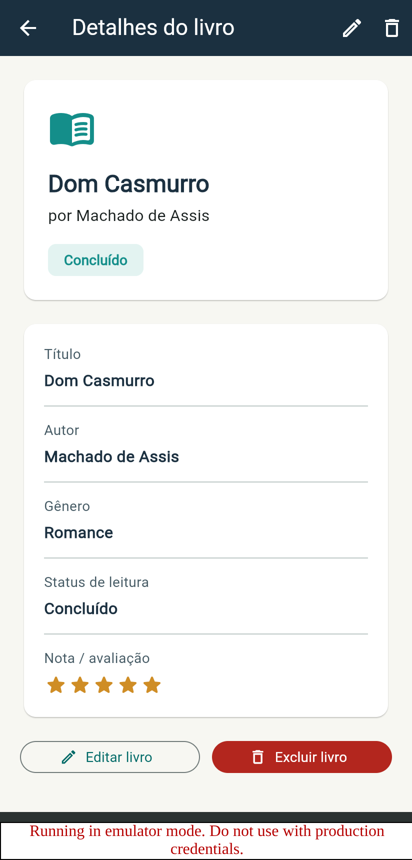 Detalhes do livro
Dom Casmurro
por Machado de Assis
Concluído
Título
Dom Casmurro
Autor
Machado de Assis
Gênero
Romance
Status de leitura
Concluído
Nota / avaliação
Editar livro
Excluir livro
Running in emulator mode. Do not use with production
credentials.